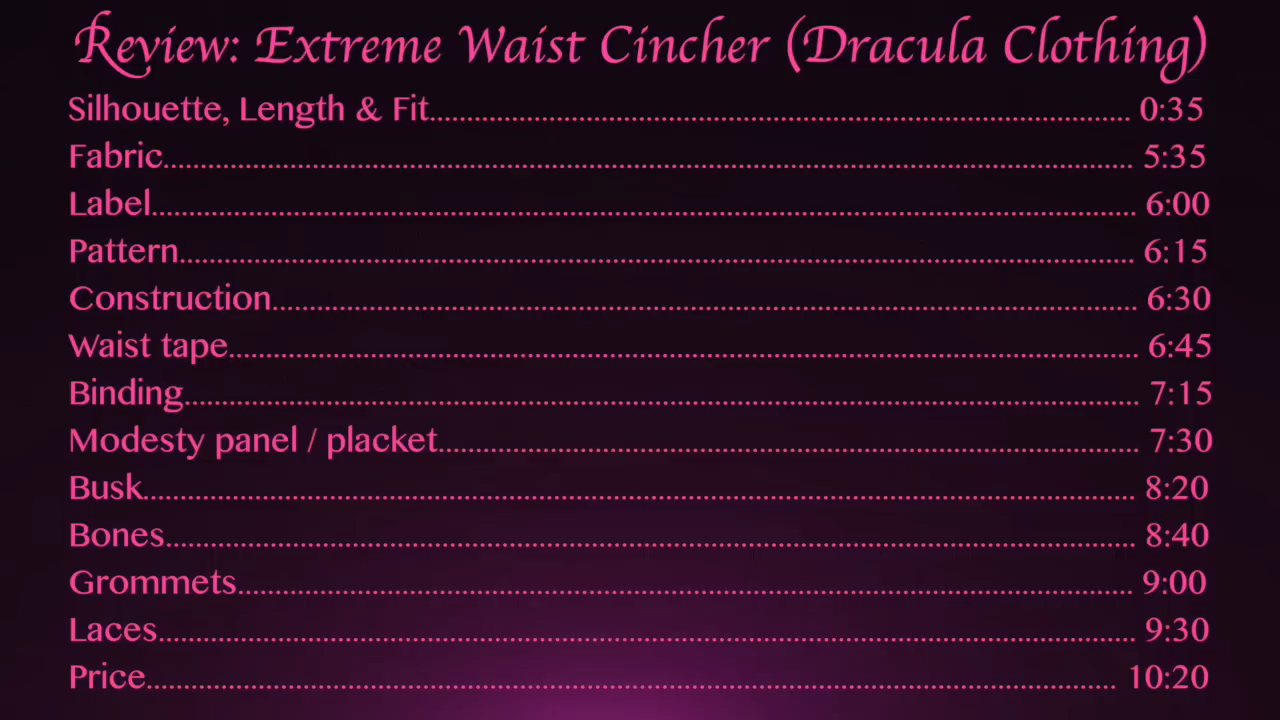 Review: Extreme Waist Cincher (Dracula Clothing)
Silhouette, Length & Fit........................................................................................ 0:35
Fabric........................................................................................................................ 5:35
Label.......................................................................................................................... 6:00
Pattern....................................................................................................................... 6:15
Construction............................................................................................................ 6:30
Waist tape................................................................................................................. 6:45
Binding...................................................................................................................... 7:15
Modesty panel / placket........................................................................................ 7:30
Busk........................................................................................................................... 8:20
Bones......................................................................................................................... 8:40
Grommets................................................................................................................ 9:00
Laces.......................................................................................................................... 9:30
Price......................................................................................................................... 10:20